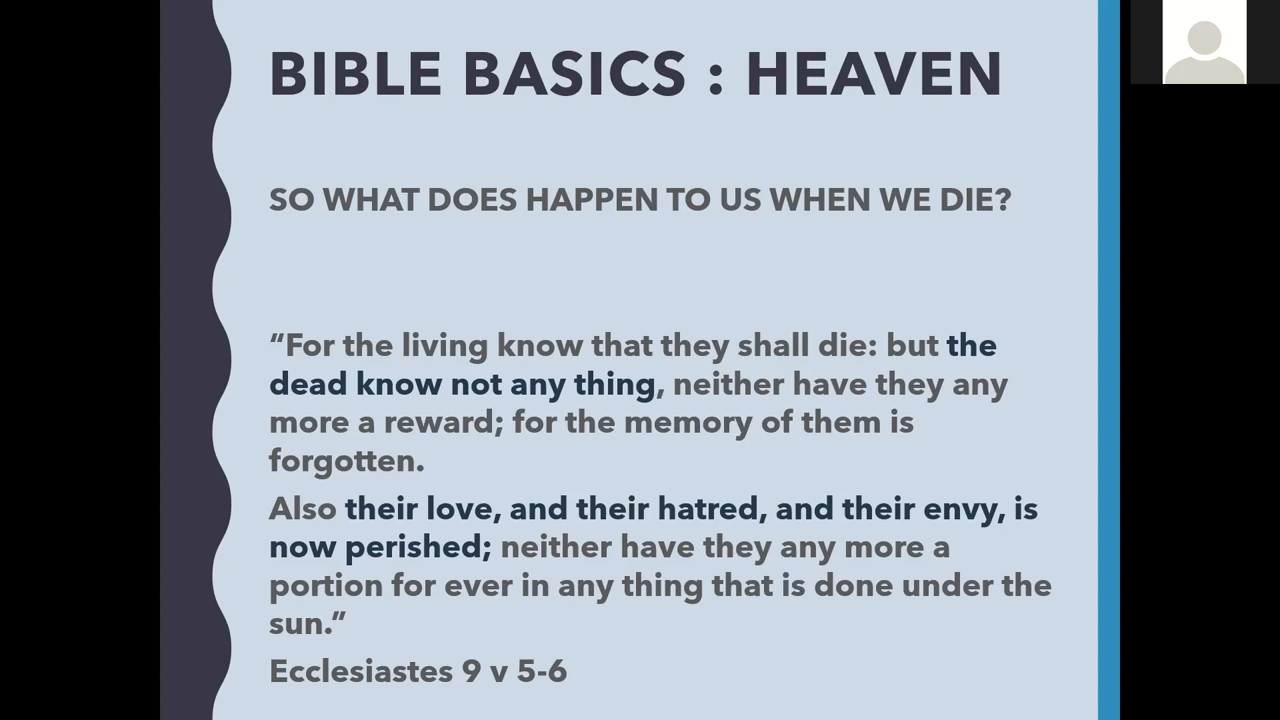 BIBLE BASICS : HEAVEN
SO WHAT DOES HAPPEN TO US WHEN WE DIE?
“For the living know that they shall die: but the
dead know not any thing, neither have they any
more a reward; for the memory of them is
forgotten.
Also their love, and their hatred, and their envy, is
now perished; neither have they any more a
portion for ever in any thing that is done under the
sun.”
Ecclesiastes 9 v 5-6